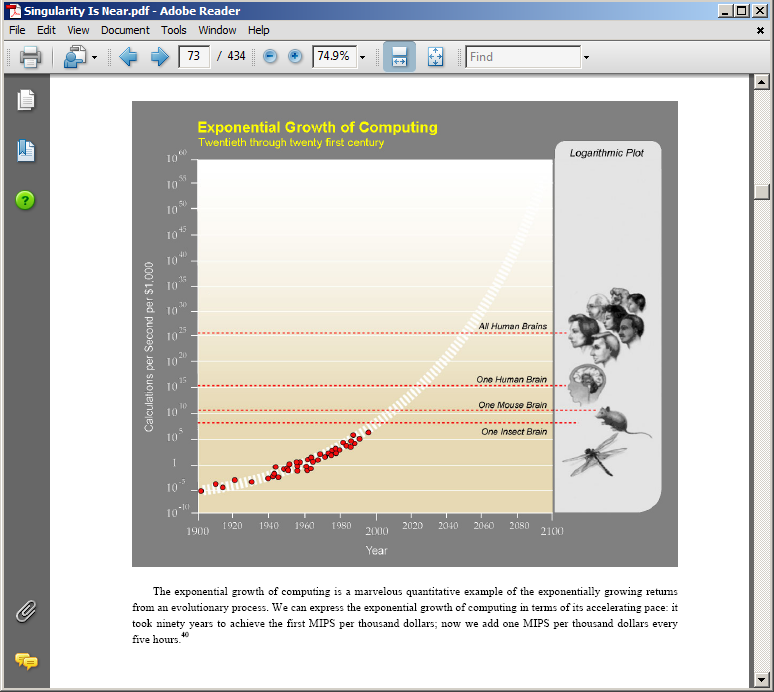 Singularity Is Near.pdf - Adobe Reader
File Edit View Document Tools Window Help
73 / 434 74.9% Find
Exponential Growth of Computing
Twentieth through twenty first century
Logarithmic Plot
10^60
10^55
10^50
10^45
10^40
10^35
10^30
10^25
10^20
10^15
10^10
10^5
1
10^-5
10^-10
Calculations per Second per $1,000
All Human Brains
One Human Brain
One Mouse Brain
One Insect Brain
1900 1920 1940 1960 1980 2000 2020 2040 2060 2080 2100
Year
The exponential growth of computing is a marvelous quantitative example of the exponentially growing returns
from an evolutionary process. We can express the exponential growth of computing in terms of its accelerating pace: it
took ninety years to achieve the first MIPS per thousand dollars; now we add one MIPS per thousand dollars every
five hours.40